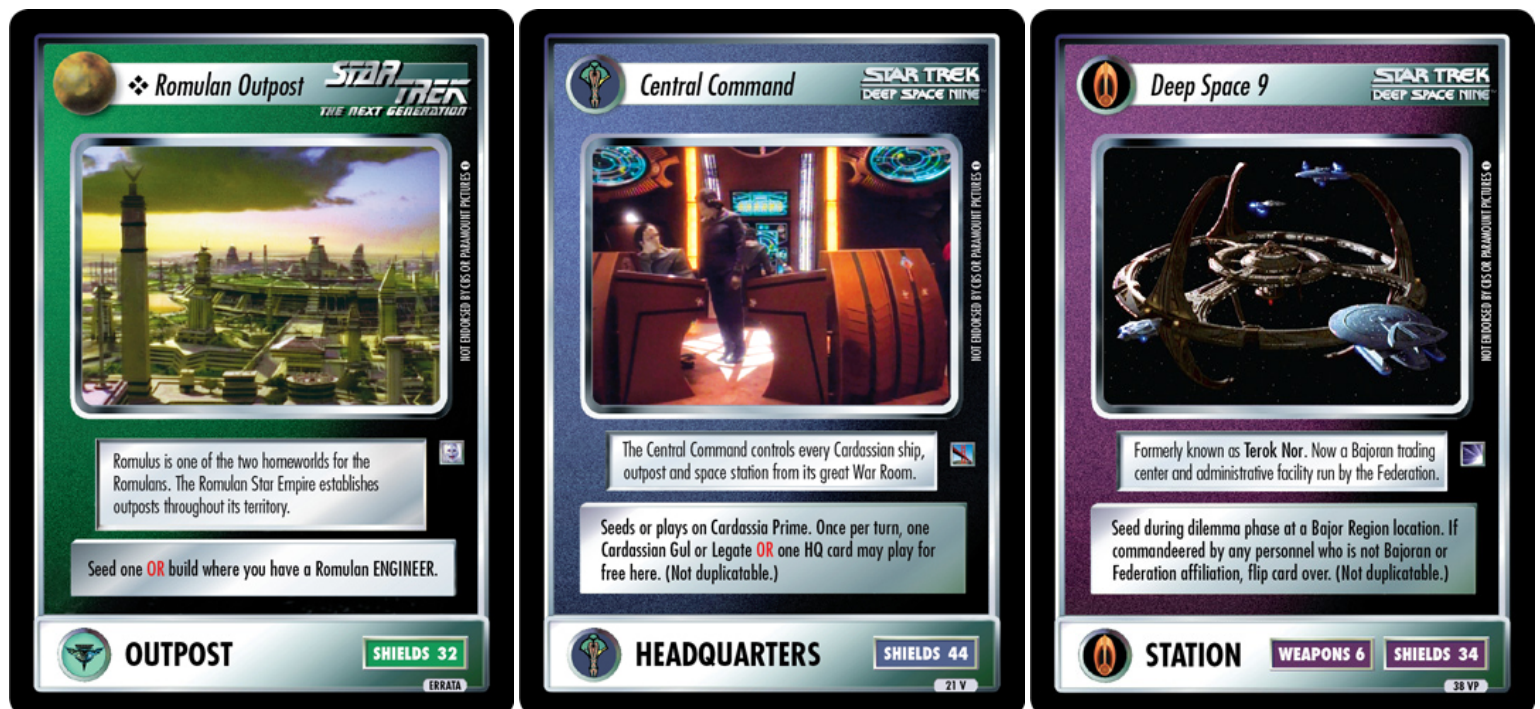 ❖ Romulan Outpost
STAR TREK
THE NEXT GENERATION
NOT ENDORSED BY CBS OR PARAMOUNT PICTURES
Romulus is one of the two homeworlds for the
Romulans. The Romulan Star Empire establishes
outposts throughout its territory.
Seed one OR build where you have a Romulan ENGINEER.
OUTPOST
SHIELDS 32
ERRATA
Central Command
STAR TREK
DEEP SPACE NINE™
NOT ENDORSED BY CBS OR PARAMOUNT PICTURES
The Central Command controls every Cardassian ship,
outpost and space station from its great War Room.
Seeds or plays on Cardassia Prime. Once per turn, one
Cardassian Gul or Legate OR one HQ card may play for
free here. (Not duplicatable.)
HEADQUARTERS
SHIELDS 44
21 V
Deep Space 9
STAR TREK
DEEP SPACE NINE™
NOT ENDORSED BY CBS OR PARAMOUNT PICTURES
Formerly known as Terok Nor. Now a Bajoran trading
center and administrative facility run by the Federation.
Seed during dilemma phase at a Bajor Region location. If
commandeered by any personnel who is not Bajoran or
Federation affiliation, flip card over. (Not duplicatable.)
STATION
WEAPONS 6
SHIELDS 34
38 VP